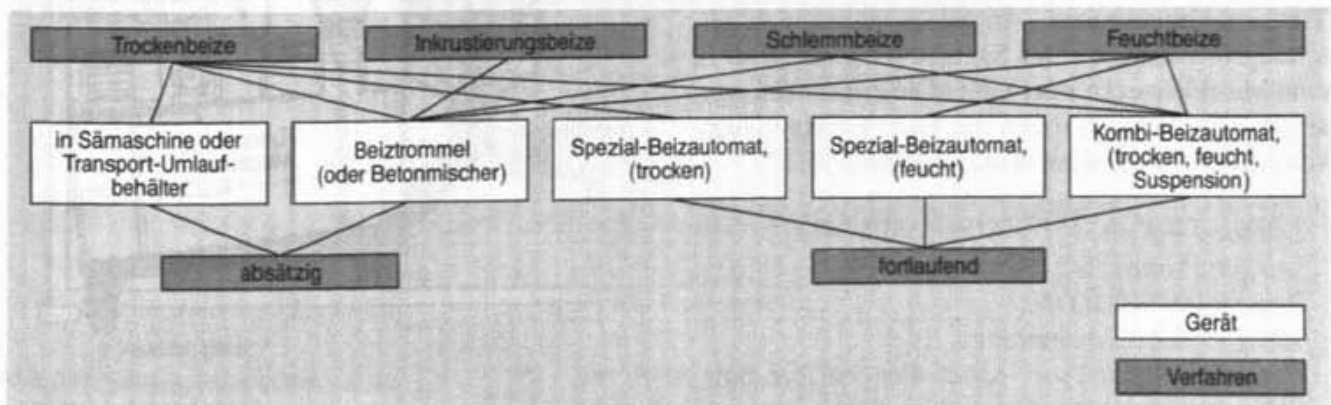 Trockenbeize
Inkrustierungsbeize
Schlemmbeize
Feuchtbeize
in Sämaschine oder
Transport-Umlauf-
behälter
Beiztrommel
(oder Betonmischer)
Spezial-Beizautomat,
(trocken)
Spezial-Beizautomat,
(feucht)
Kombi-Beizautomat,
(trocken, feucht,
Suspension)
absätzig
fortlaufend
Gerät
Verfahren